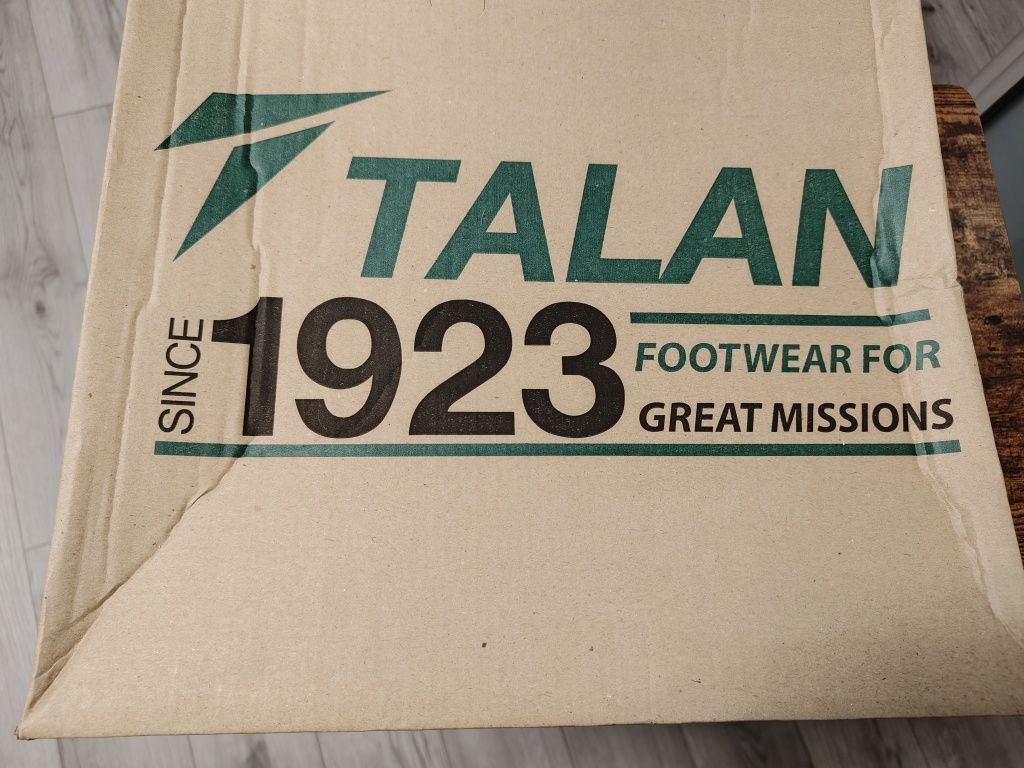 TALAN
SINCE 1923
FOOTWEAR FOR
GREAT MISSIONS